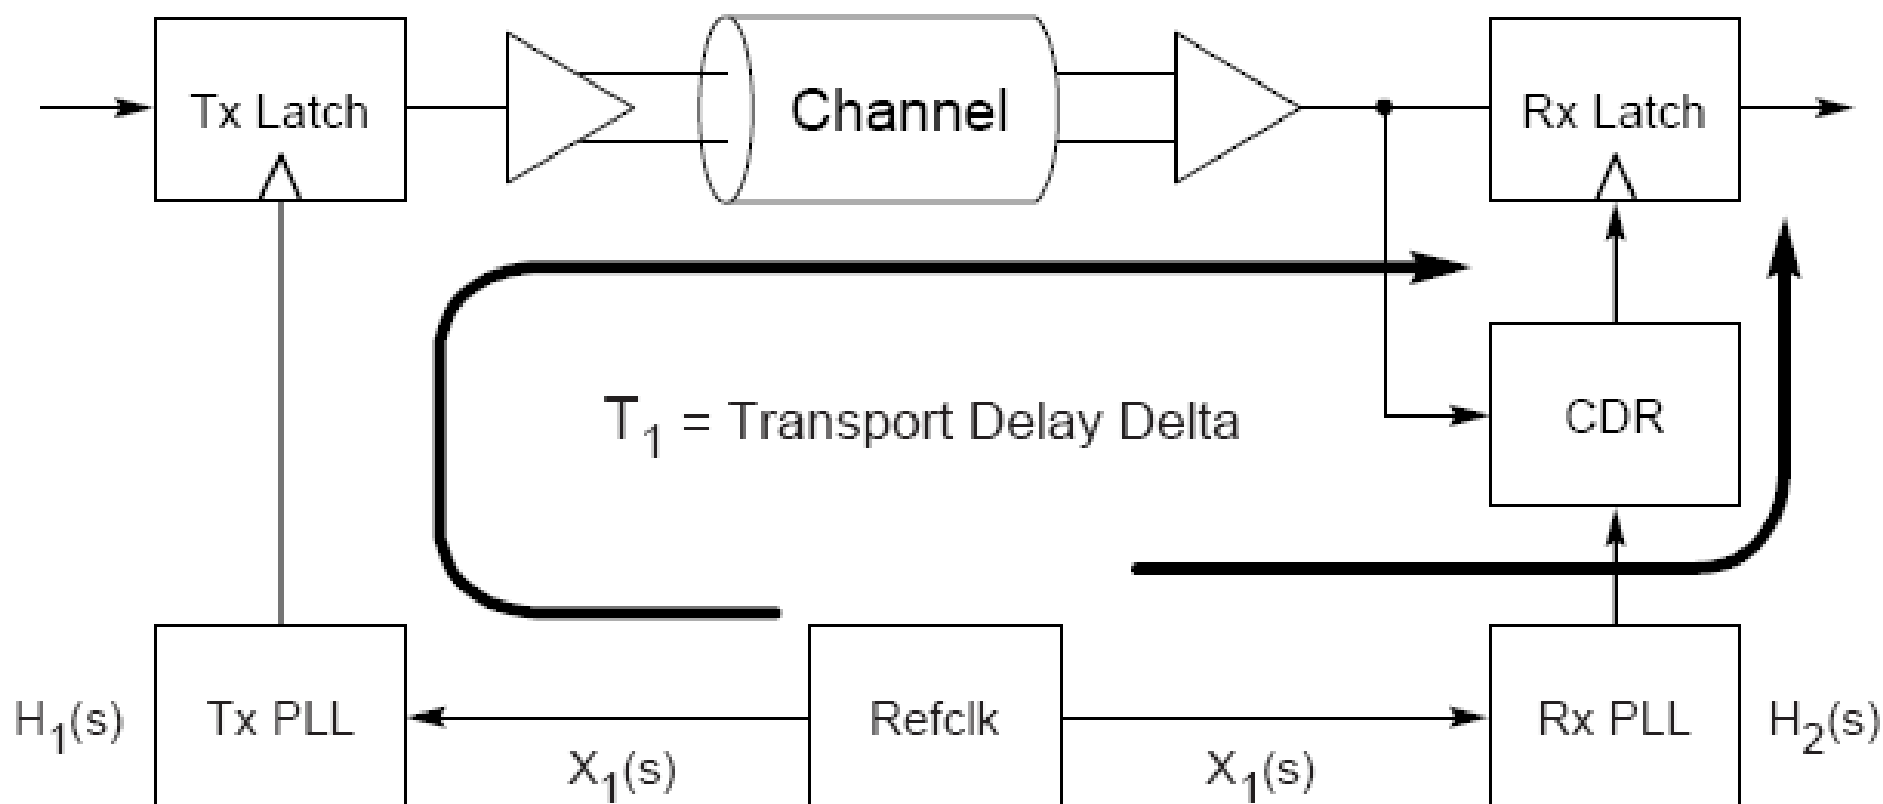 Tx Latch
Channel
Rx Latch
T₁ = Transport Delay Delta
CDR
H₁(s)
Tx PLL
Refclk
Rx PLL
H₂(s)
X₁(s)
X₁(s)